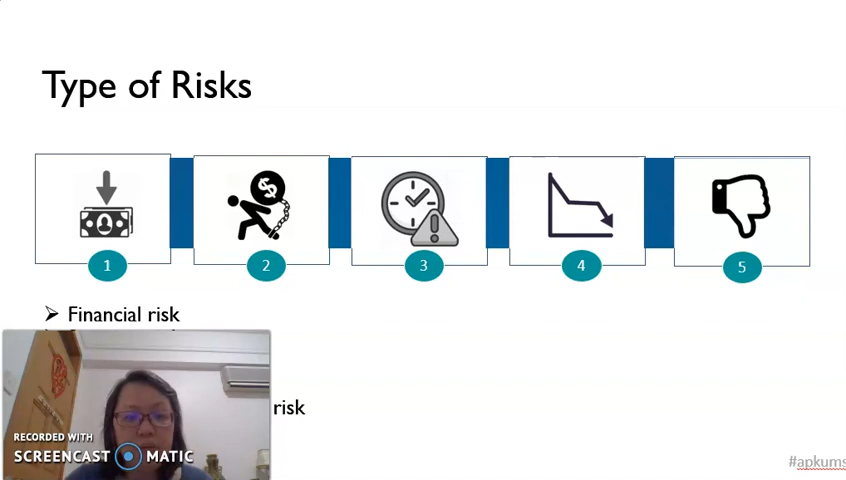 Type of Risks
1
2
3
4
5
➢ Financial risk
risk
RECORDED WITH
SCREENCAST MATIC
#apkums